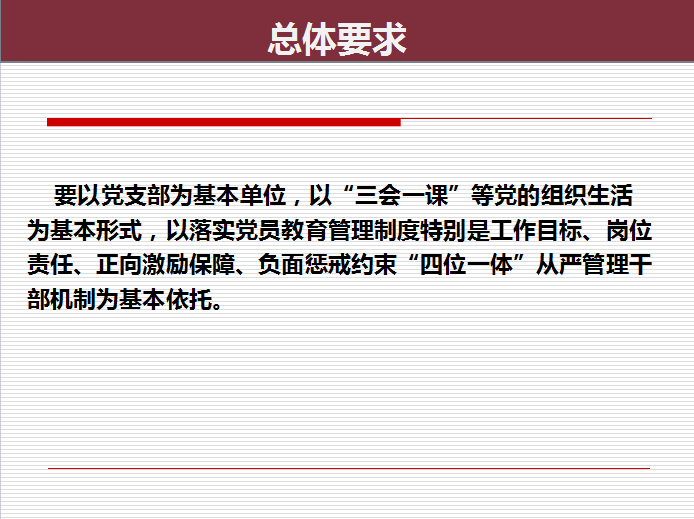 总体要求
要以党支部为基本单位，以“三会一课”等党的组织生活
为基本形式，以落实党员教育管理制度特别是工作目标、岗位
责任、正向激励保障、负面惩戒约束“四位一体”从严管理干
部机制为基本依托。